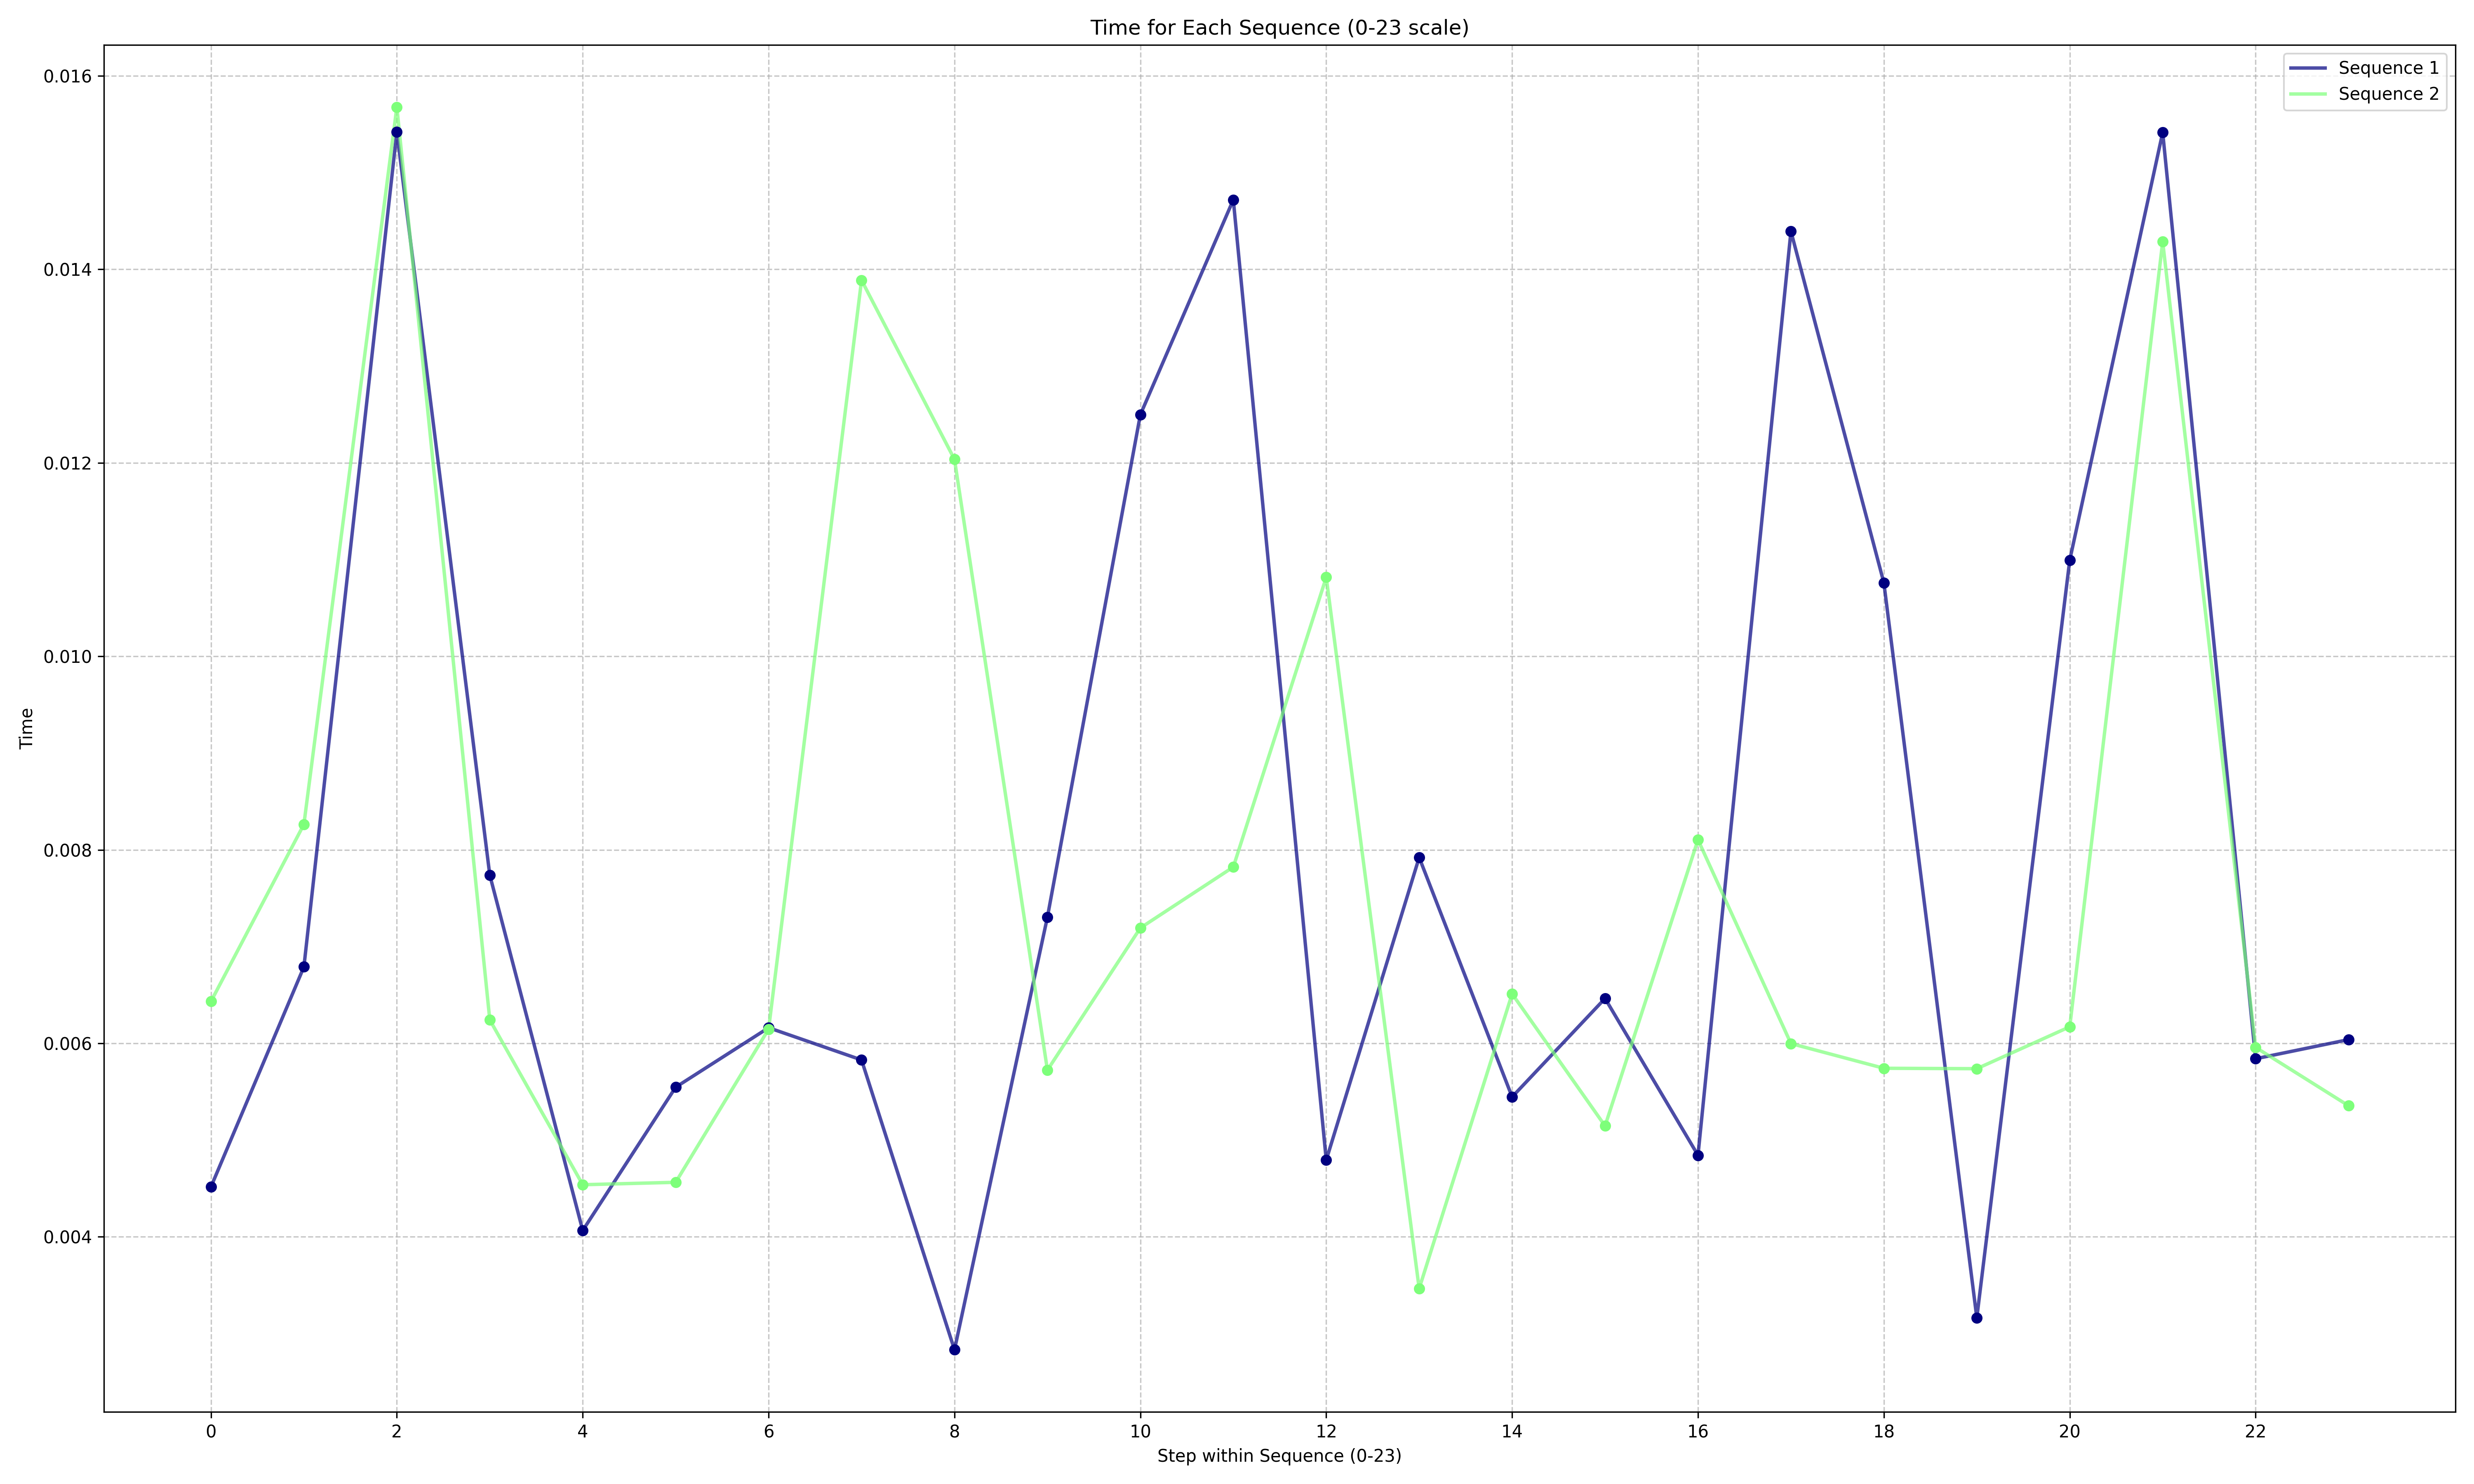 Time for Each Sequence (0-23 scale)
Sequence 1
Sequence 2
0.016
0.014
0.012
0.010
0.008
0.006
0.004
Time
0 2 4 6 8 10 12 14 16 18 20 22
Step within Sequence (0-23)